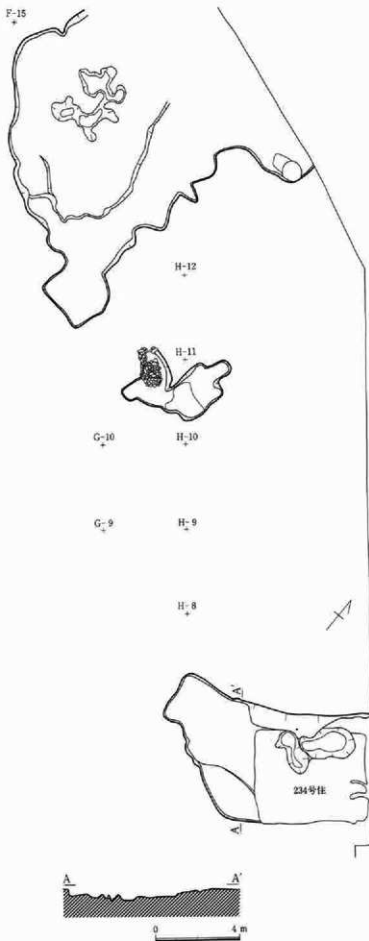 F-15
H-12
H-11
G-10 H-10
G-9 H-9
H-8
A'
234号住
A
A A'
0 4 m